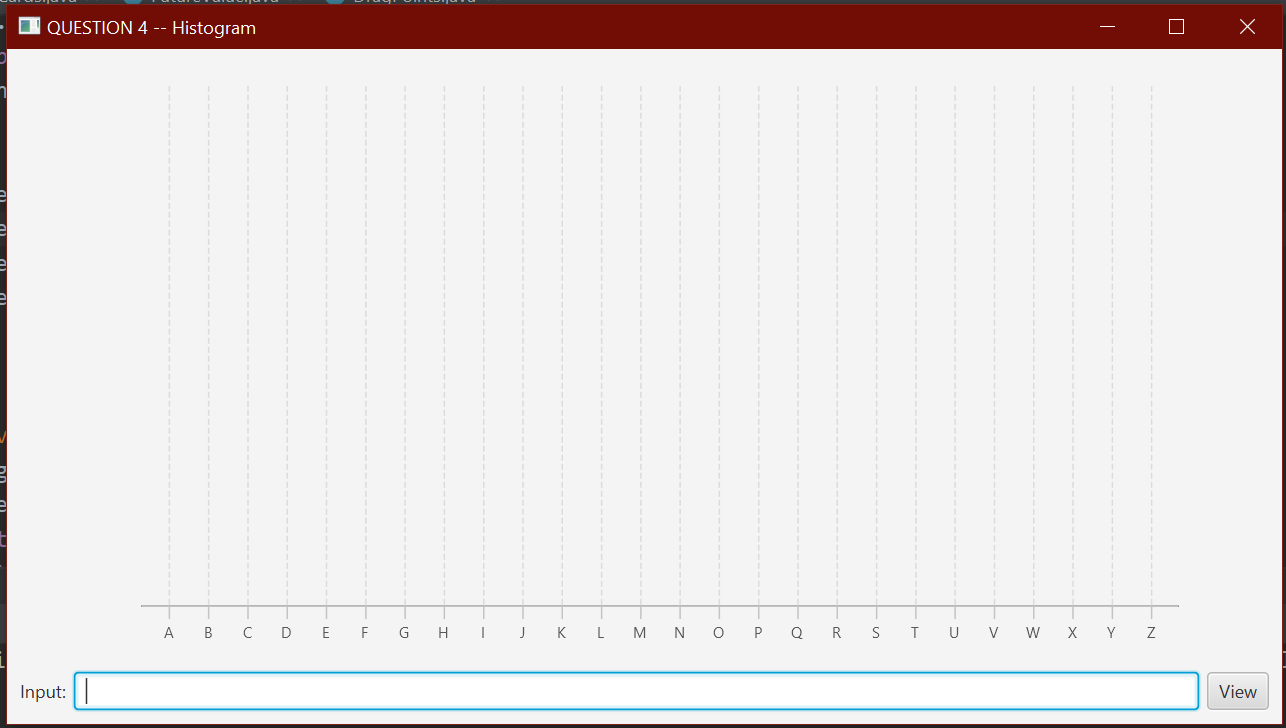 QUESTION 4 -- Histogram
A B C D E F G H I J K L M N O P Q R S T U V W X Y Z
Input:
View